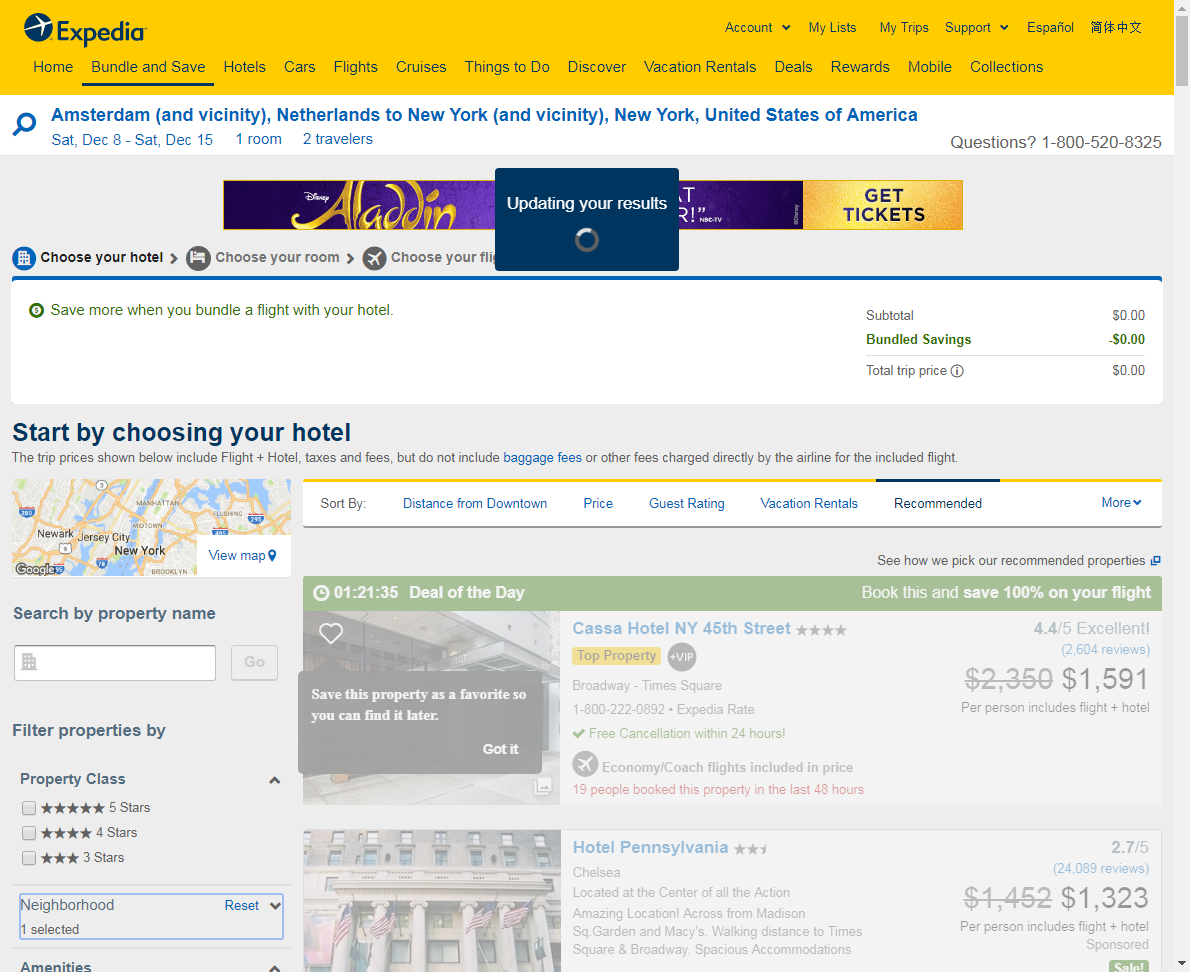 Expedia
Account My Lists My Trips Support Español 简体中文
Home Bundle and Save Hotels Cars Flights Cruises Things to Do Discover Vacation Rentals Deals Rewards Mobile Collections
Amsterdam (and vicinity), Netherlands to New York (and vicinity), New York, United States of America
Sat, Dec 8 - Sat, Dec 15 1 room 2 travelers
Questions? 1-800-520-8325
Disney
Aladdin
Updating your results
NBC-TV
©Disney
GET
TICKETS
Choose your hotel Choose your room Choose your flig
Save more when you bundle a flight with your hotel.
Subtotal $0.00
Bundled Savings -$0.00
Total trip price $0.00
Start by choosing your hotel
The trip prices shown below include Flight + Hotel, taxes and fees, but do not include baggage fees or other fees charged directly by the airline for the included flight.
MANHATTAN
FLUSHING
280
3
295
495
MIDTOWN
Newark
Jersey City
9
New York
78
BROOKLYN
Google
View map
Sort By: Distance from Downtown Price Guest Rating Vacation Rentals Recommended More
See how we pick our recommended properties
Search by property name
Go
Filter properties by
Property Class
5 Stars
4 Stars
3 Stars
Neighborhood Reset
1 selected
Amenities
01:21:35 Deal of the Day Book this and save 100% on your flight
Save this property as a favorite so
you can find it later.
Got it
Cassa Hotel NY 45th Street
Top Property +VIP
Broadway - Times Square
1-800-222-0892 • Expedia Rate
Free Cancellation within 24 hours!
Economy/Coach flights included in price
19 people booked this property in the last 48 hours
4.4/5 Excellent!
(2,604 reviews)
$2,350 $1,591
Per person includes flight + hotel
Hotel Pennsylvania
Chelsea
Located at the Center of all the Action
Amazing Location! Across from Madison
Sq.Garden and Macy's. Walking distance to Times
Square & Broadway. Spacious Accommodations
2.7/5
(24,089 reviews)
$1,452 $1,323
Per person includes flight + hotel
Sponsored
Sale!